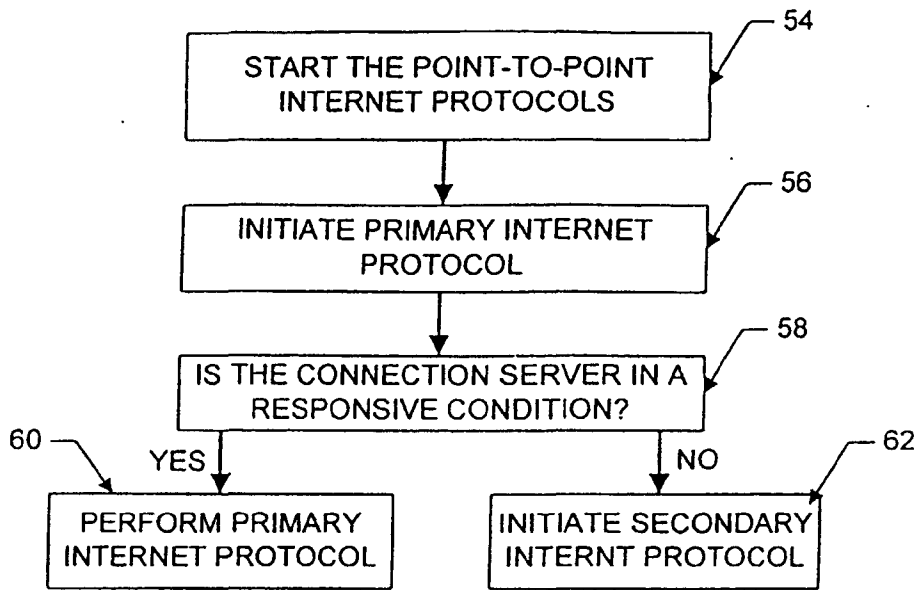 54
START THE POINT-TO-POINT
INTERNET PROTOCOLS
56
INITIATE PRIMARY INTERNET
PROTOCOL
58
IS THE CONNECTION SERVER IN A
RESPONSIVE CONDITION?
60
YES
NO
62
PERFORM PRIMARY
INTERNET PROTOCOL
INITIATE SECONDARY
INTERNT PROTOCOL